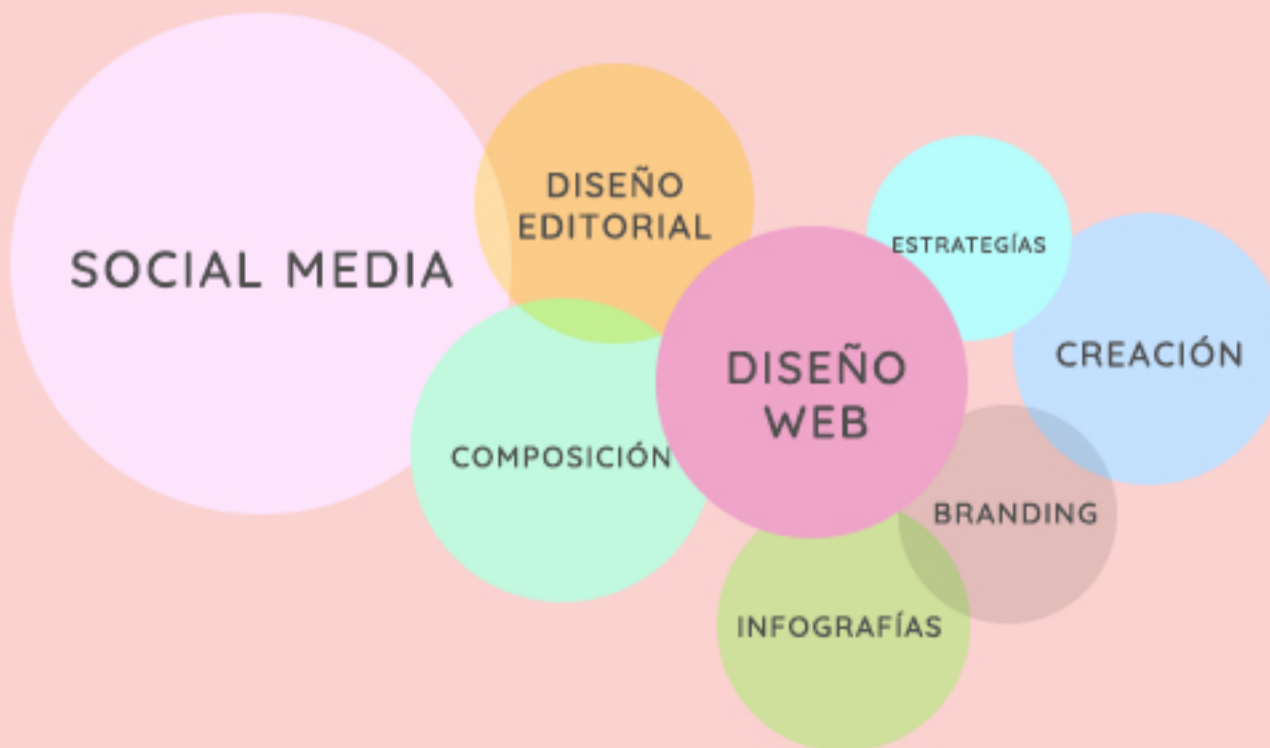 SOCIAL MEDIA
DISEÑO
EDITORIAL
ESTRATEGÍAS
CREACIÓN
DISEÑO
WEB
COMPOSICIÓN
BRANDING
INFOGRAFÍAS